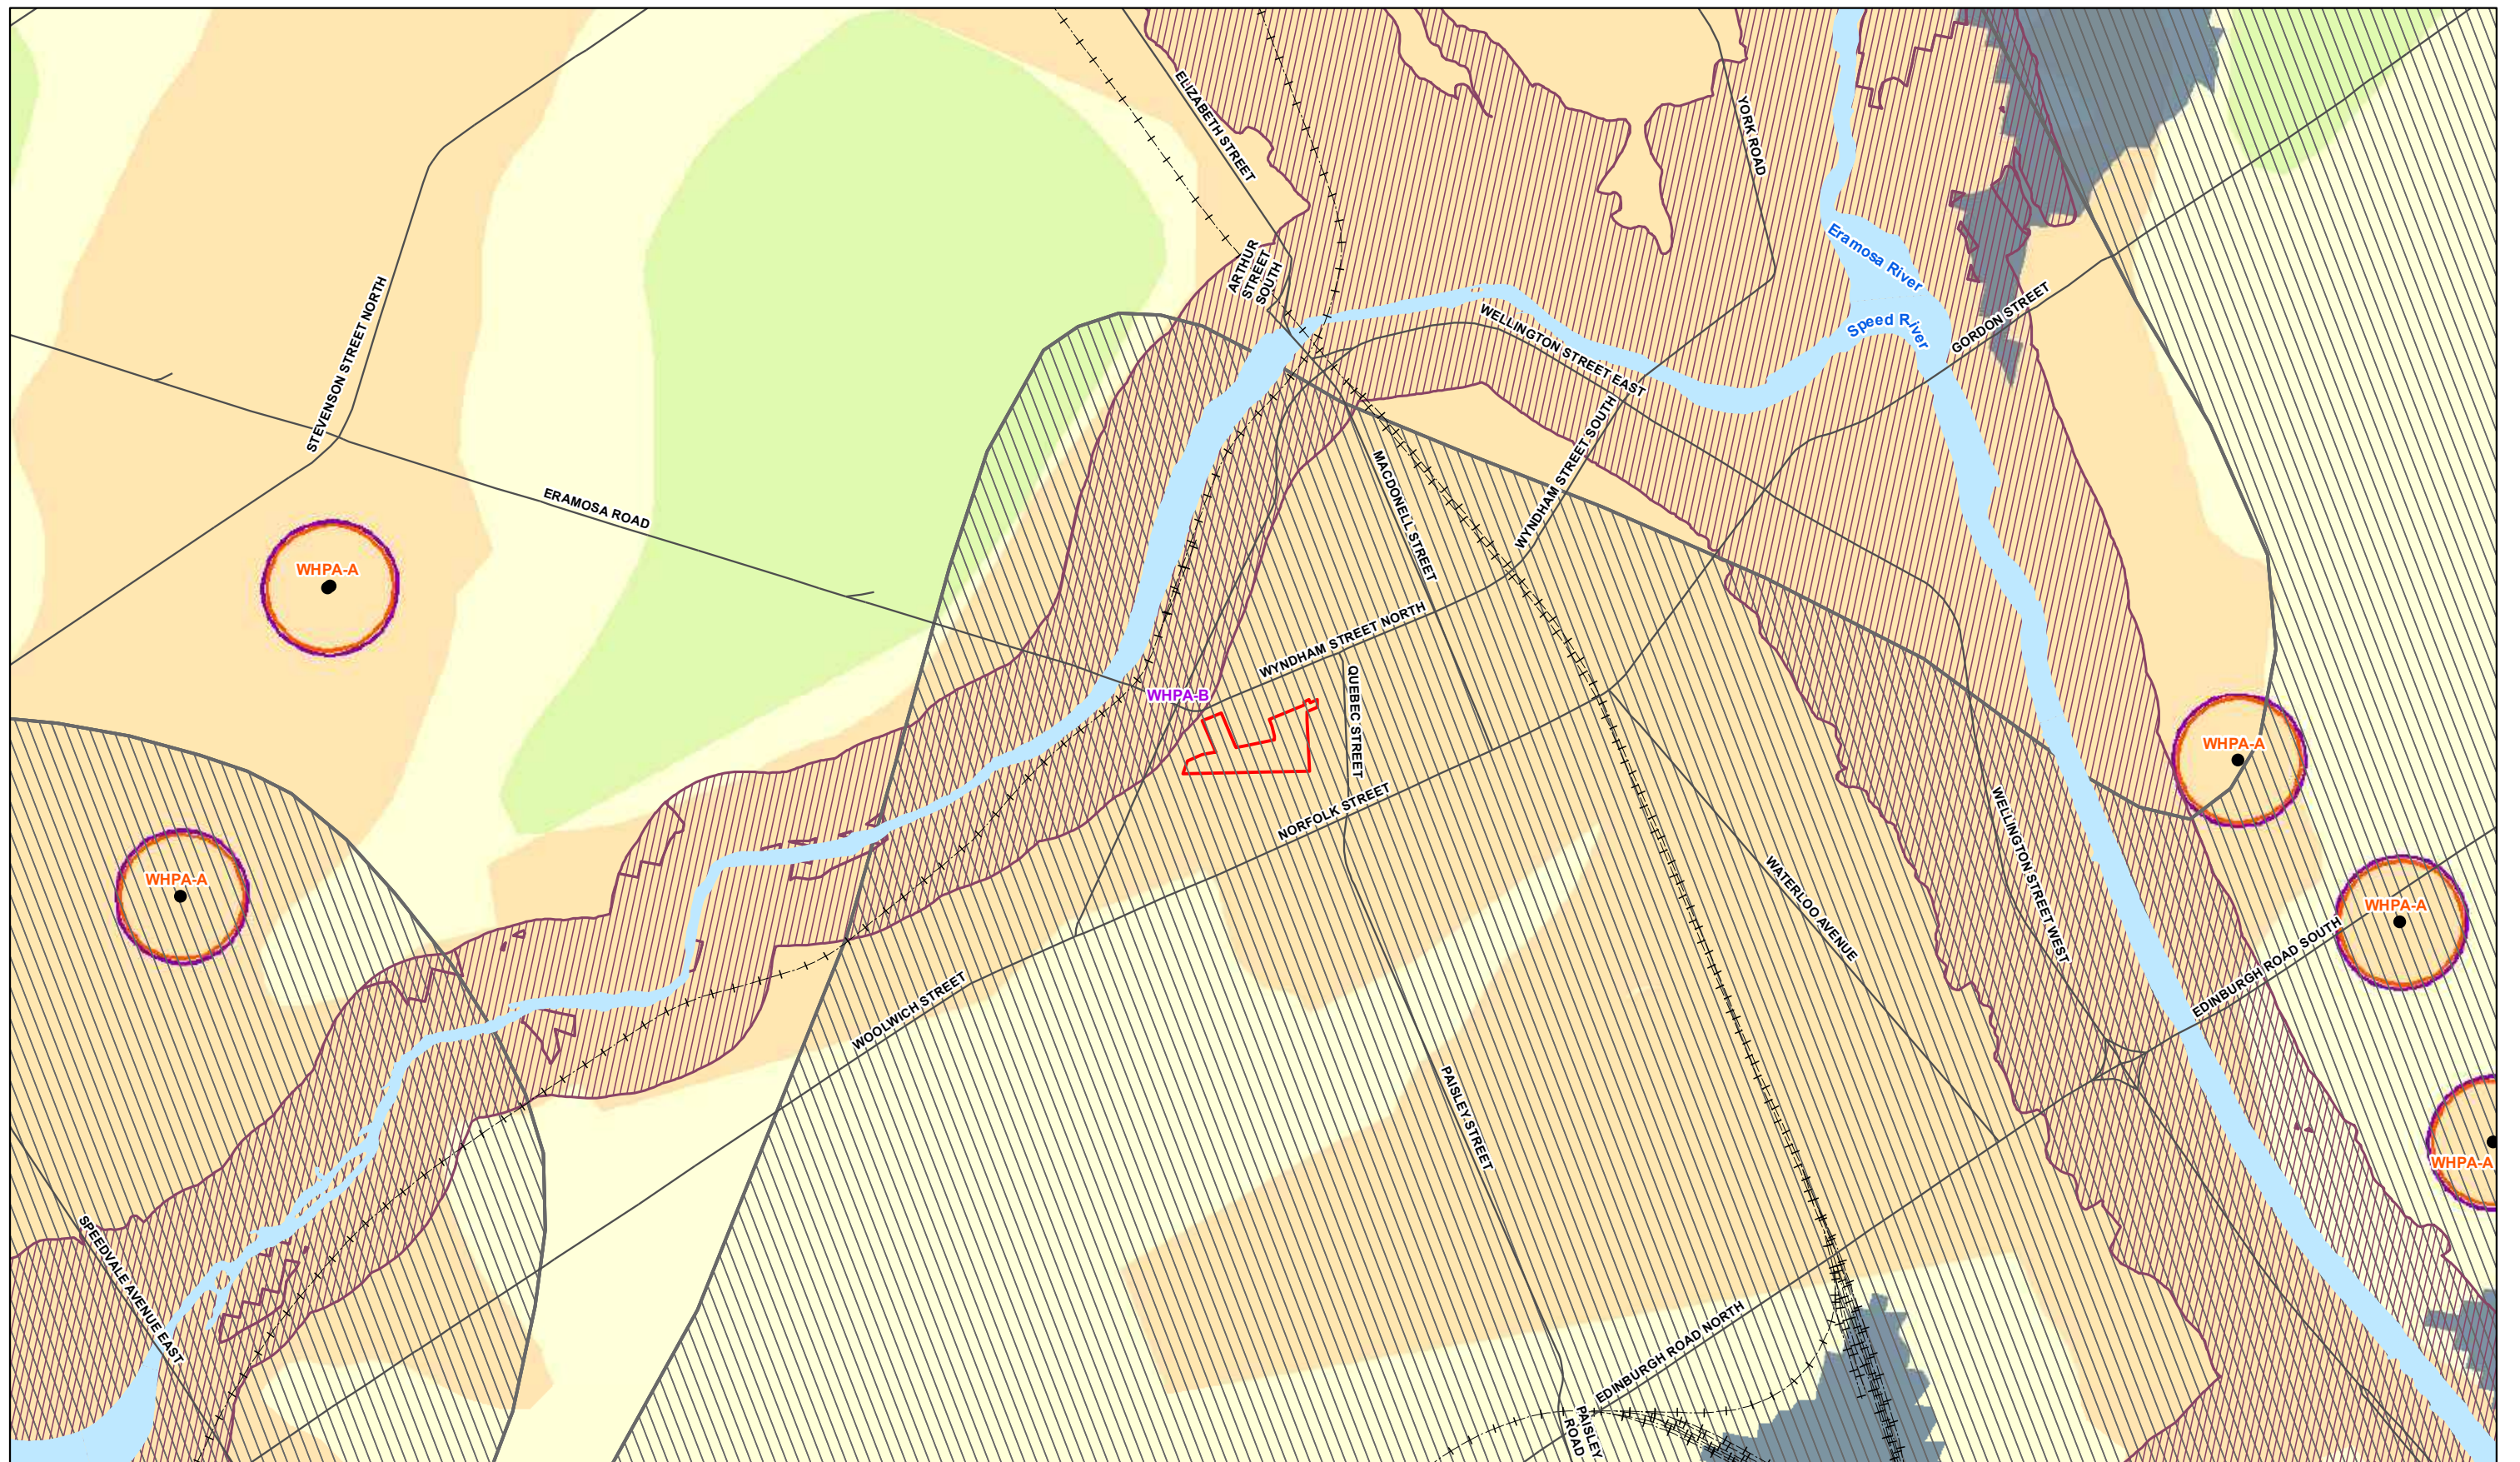 ELIZABETH STREET
YORK ROAD
ARTHUR
STREET
SOUTH
Eramosa River
Speed River
GORDON STREET
WELLINGTON STREET EAST
STEVENSON STREET NORTH
ERAMOSA ROAD
MACDONELL STREET
WYNDHAM STREET SOUTH
WHPA-A
WYNDHAM STREET NORTH
WHPA-B
QUEBEC STREET
WHPA-A
NORFOLK STREET
WELLINGTON STREET WEST
WHPA-A
WATERLOO AVENUE
WHPA-A
EDINBURGH ROAD SOUTH
WOOLWICH STREET
PAISLEY STREET
WHPA-A
SPEEDVALE AVENUE EAST
EDINBURGH ROAD NORTH
PAISLEY
ROAD